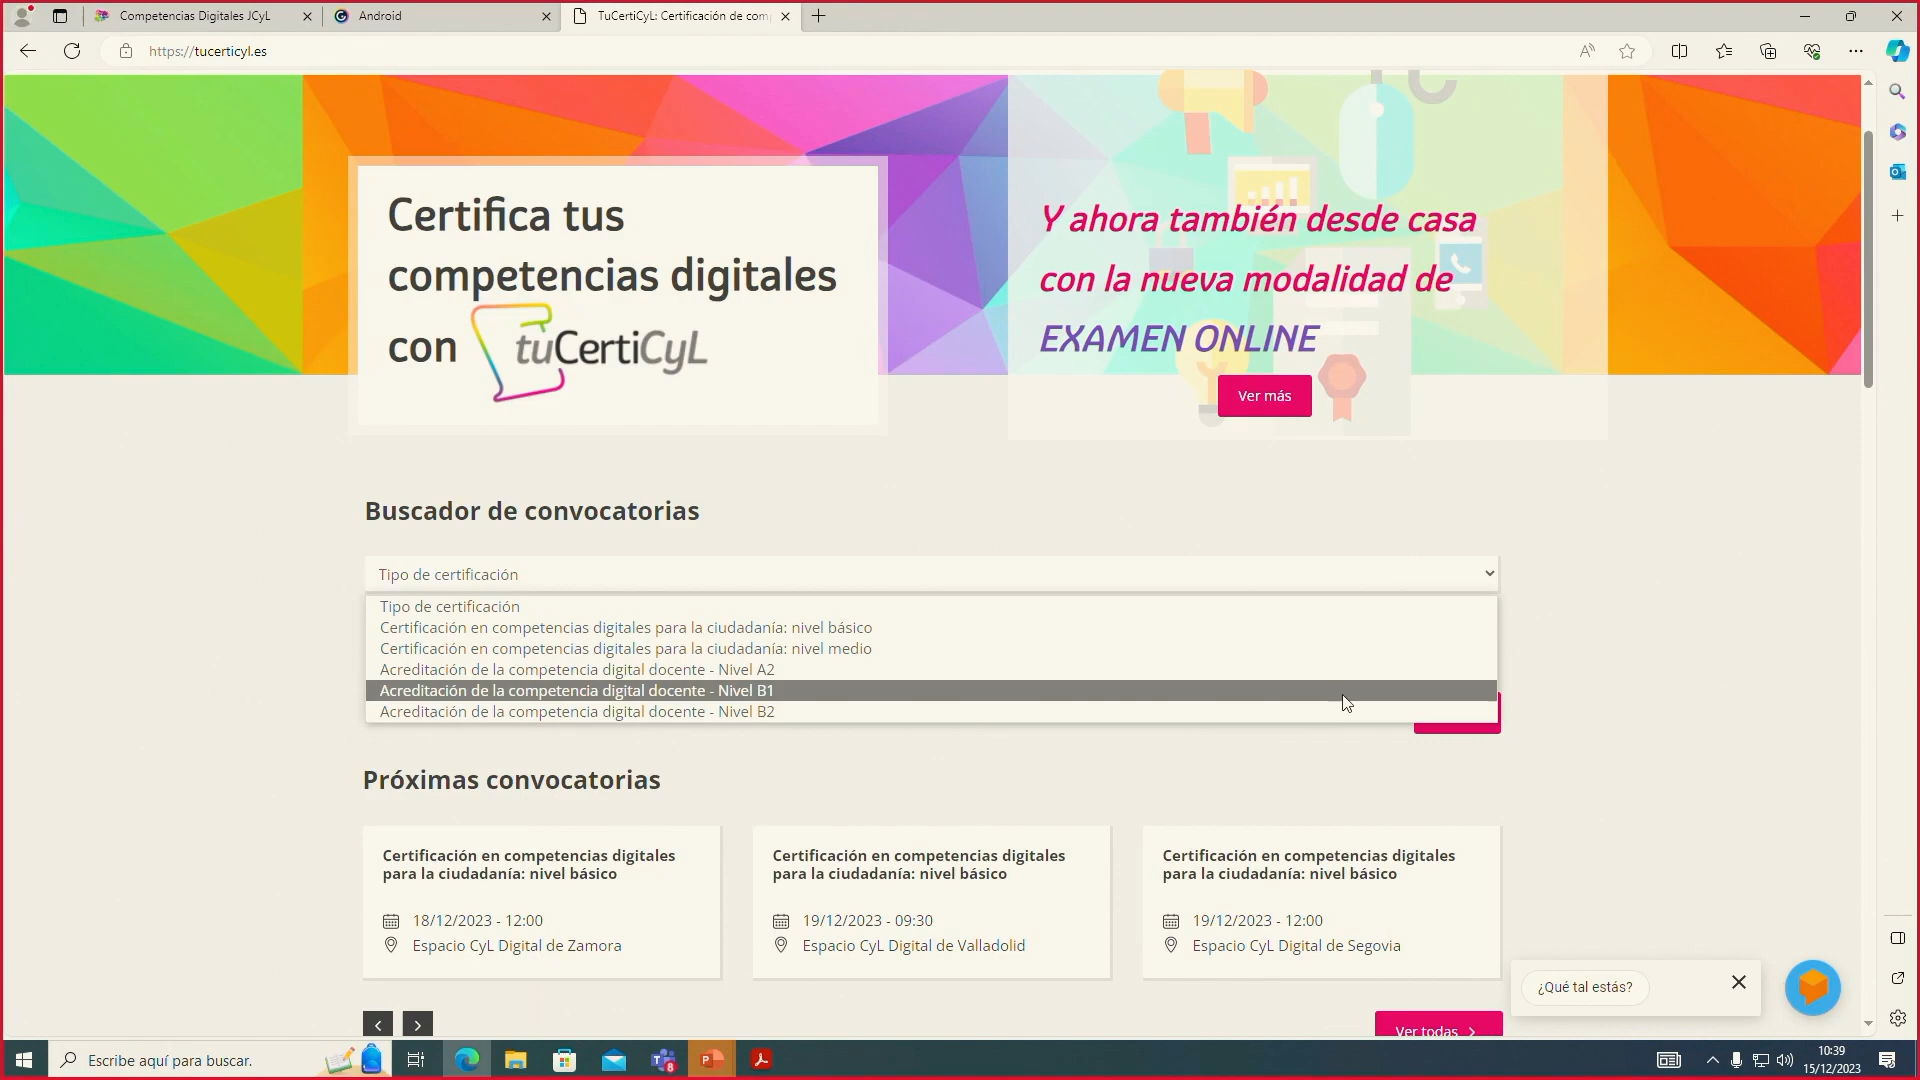 Competencias Digitales JCyL
Android
TuCertiCyL: Certificación de com
https://tucerticyl.es
Certifica tus
competencias digitales
con tuCertiCyL
Y ahora también desde casa
con la nueva modalidad de
EXAMEN ONLINE
Ver más
Buscador de convocatorias
Tipo de certificación
Tipo de certificación
Certificación en competencias digitales para la ciudadanía: nivel básico
Certificación en competencias digitales para la ciudadanía: nivel medio
Acreditación de la competencia digital docente - Nivel A2
Acreditación de la competencia digital docente - Nivel B1
Acreditación de la competencia digital docente - Nivel B2
Próximas convocatorias
Certificación en competencias digitales
para la ciudadanía: nivel básico
18/12/2023 - 12:00
Espacio CyL Digital de Zamora
Certificación en competencias digitales
para la ciudadanía: nivel básico
19/12/2023 - 09:30
Espacio CyL Digital de Valladolid
Certificación en competencias digitales
para la ciudadanía: nivel básico
19/12/2023 - 12:00
Espacio CyL Digital de Segovia
¿Qué tal estás?
Ver todas
Escribe aquí para buscar.
10:39
15/12/2023